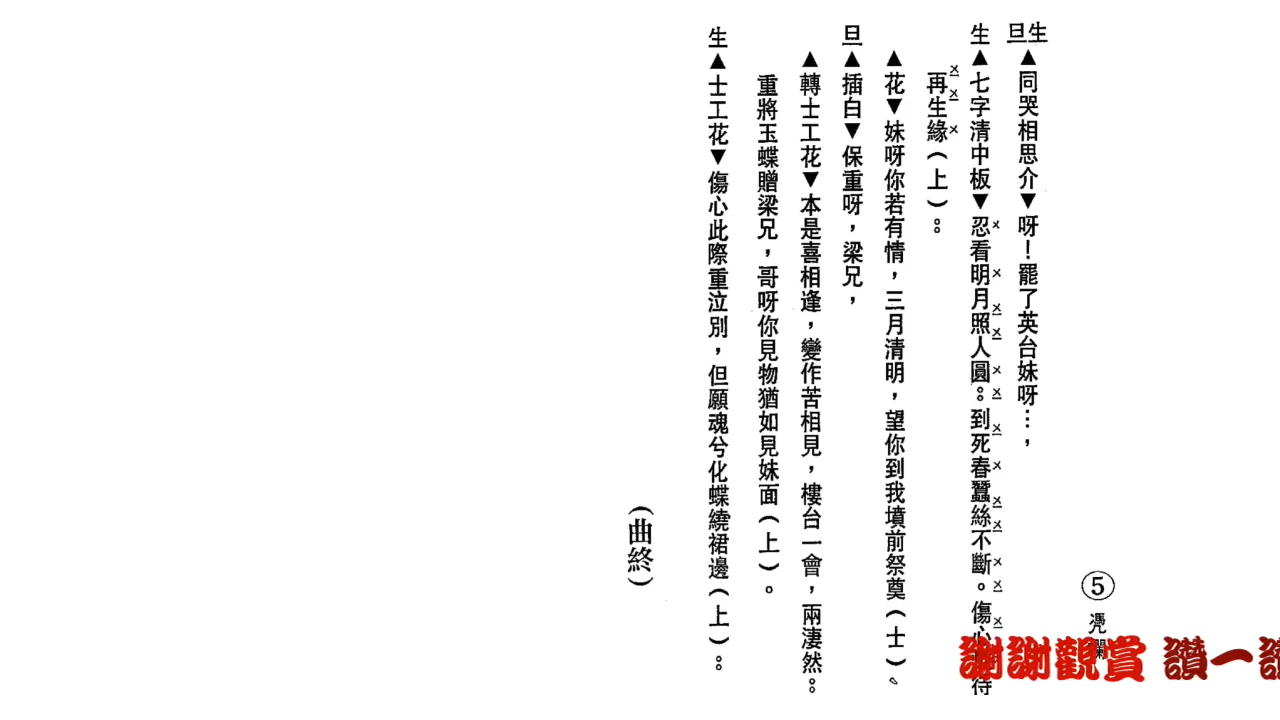 ⑤
生旦▲同哭相思介▼呀！罷了英台妹呀…，
生▲七字清中板▼忍看明月照人圓。到死春蠶絲不斷。傷心待
再生緣（上）。
▲花▼妹呀你若有情，三月清明，望你到我墳前祭奠（士）。
旦▲插白▼保重呀，梁兄，
▲轉士工花▼本是喜相逢，變作苦相見，樓台一會，兩淒然。
重將玉蝶贈梁兄，哥呀你見物猶如見妹面（上）。
生▲士工花▼傷心此際重泣別，但願魂兮化蝶繞裙邊（上）。
（曲終）
謝謝觀賞 讚一讚